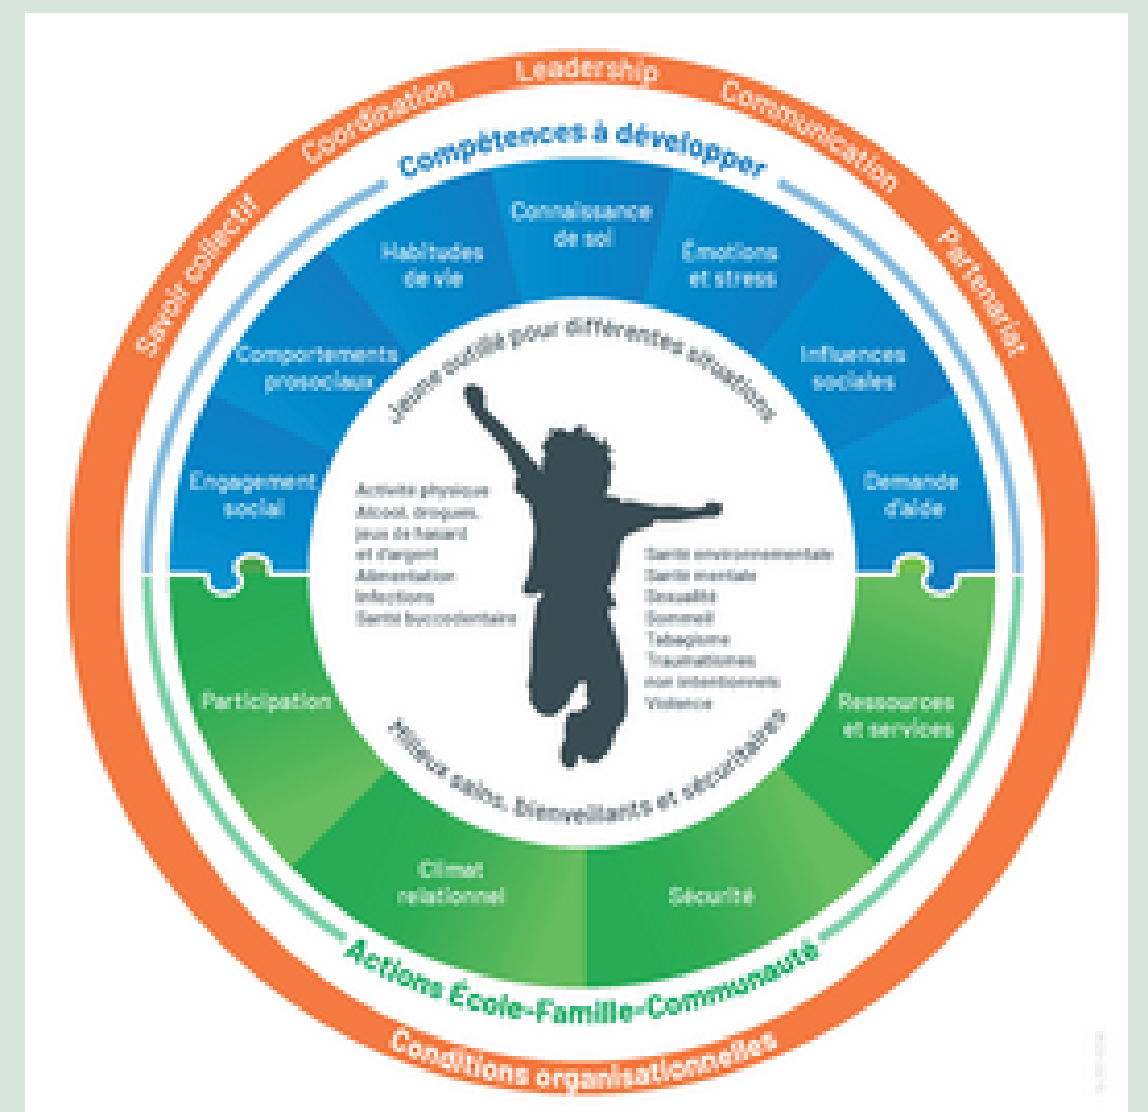 Leadership
Coordination
Communication
Savoir collectif
Partenariat
Compétences à développer
Connaissance
de soi
Habitudes
de vie
Émotions
et stress
Comportements
prosociaux
Influences
sociales
Engagement
social
Demande
d'aide
Jeune outillé pour différentes situations
Activité physique
Alcool, drogues,
jeux de hasard
et d'argent
Alimentation
Infections
Santé buccodentaire
Santé environnementale
Santé mentale
Sexualité
Sommeil
Tabagisme
Traumatismes
non intentionnels
Violence
Milieux sains, bienveillants et sécuritaires
Participation
Ressources
et services
Climat
relationnel
Sécurité
Actions École-Famille-Communauté
Conditions organisationnelles